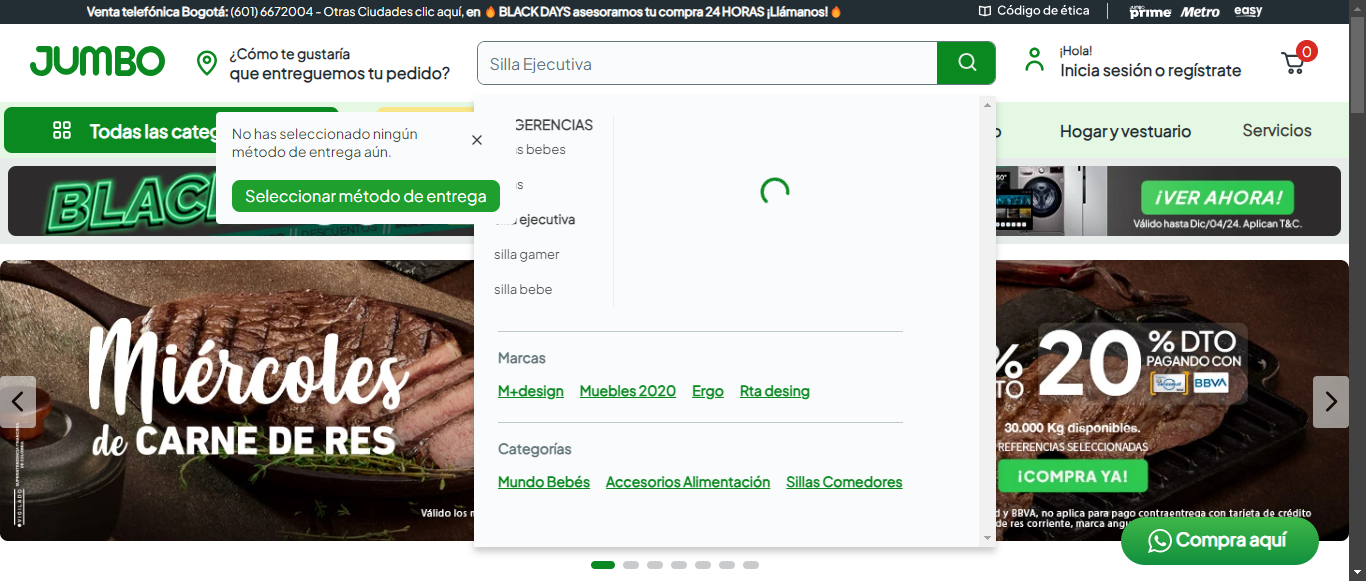 Venta telefónica Bogotá: (601) 6672004 - Otras Ciudades clic aquí, en 🔥 BLACK DAYS asesoramos tu compra 24 HORAS ¡Llámanos! 🔥
Código de ética
JUMBO prime
Metro
easy
JUMBO
¿Cómo te gustaría
que entreguemos tu pedido?
Silla Ejecutiva
¡Hola!
Inicia sesión o regístrate
0
Todas las categ
Hogar y vestuario
Servicios
No has seleccionado ningún
método de entrega aún.
Seleccionar método de entrega
GERENCIAS
s bebes
s
ejecutiva
silla gamer
silla bebe
Marcas
M+design
Muebles 2020
Ergo
Rta desing
Categorías
Mundo Bebés
Accesorios Alimentación
Sillas Comedores
BLAC
DESCUENTOS
¡VER AHORA!
Válido hasta Dic/04/24. Aplican T&C.
Miércoles
de CARNE DE RES
VIGILADO
Válido los m
%
TO
20
% DTO
PAGANDO CON
BBVA
30.000 Kg disponibles.
REFERENCIAS SELECCIONADAS
¡COMPRA YA!
d y BBVA, no aplica para pago contraentrega con tarjeta de crédito
de res corriente, marca angu
Compra aquí